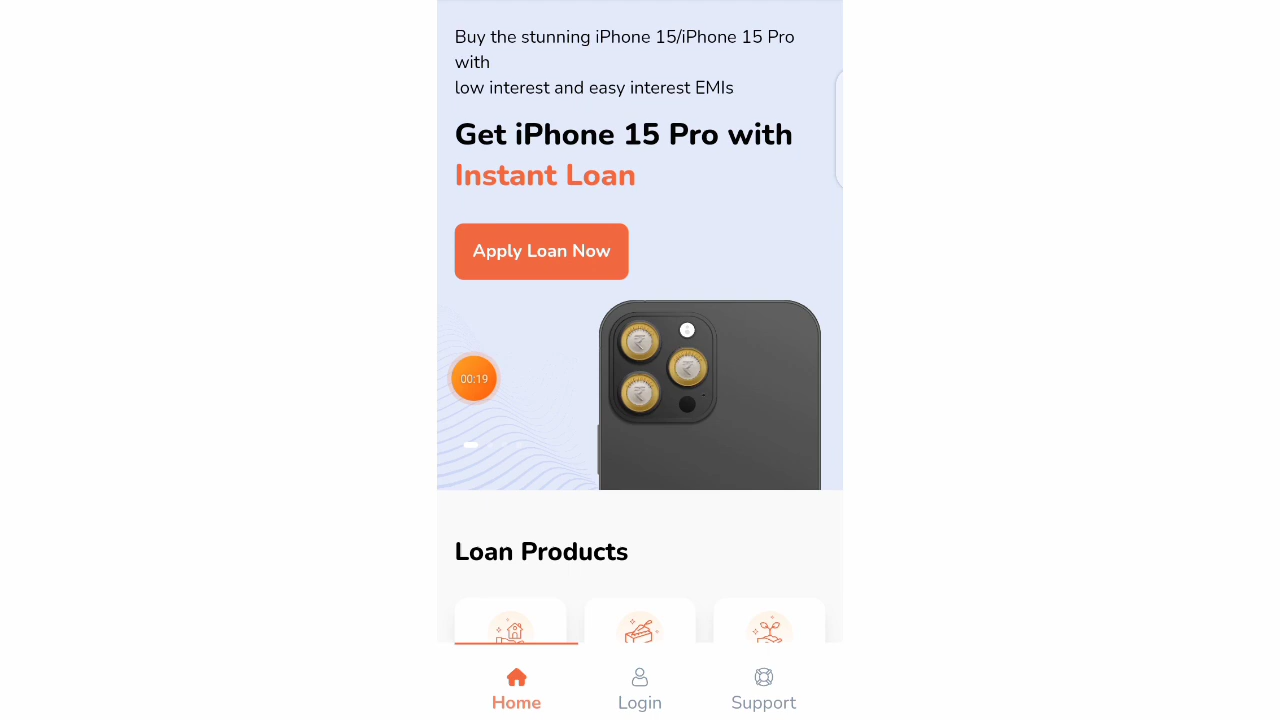 Buy the stunning iPhone 15/iPhone 15 Pro
with
low interest and easy interest EMIs
Get iPhone 15 Pro with
Instant Loan
Apply Loan Now
₹
₹
₹
00:19
Loan Products
Home
Login
Support